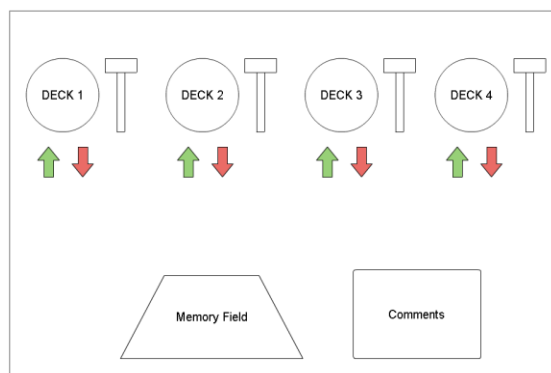 DECK 1
DECK 2
DECK 3
DECK 4
Memory Field
Comments